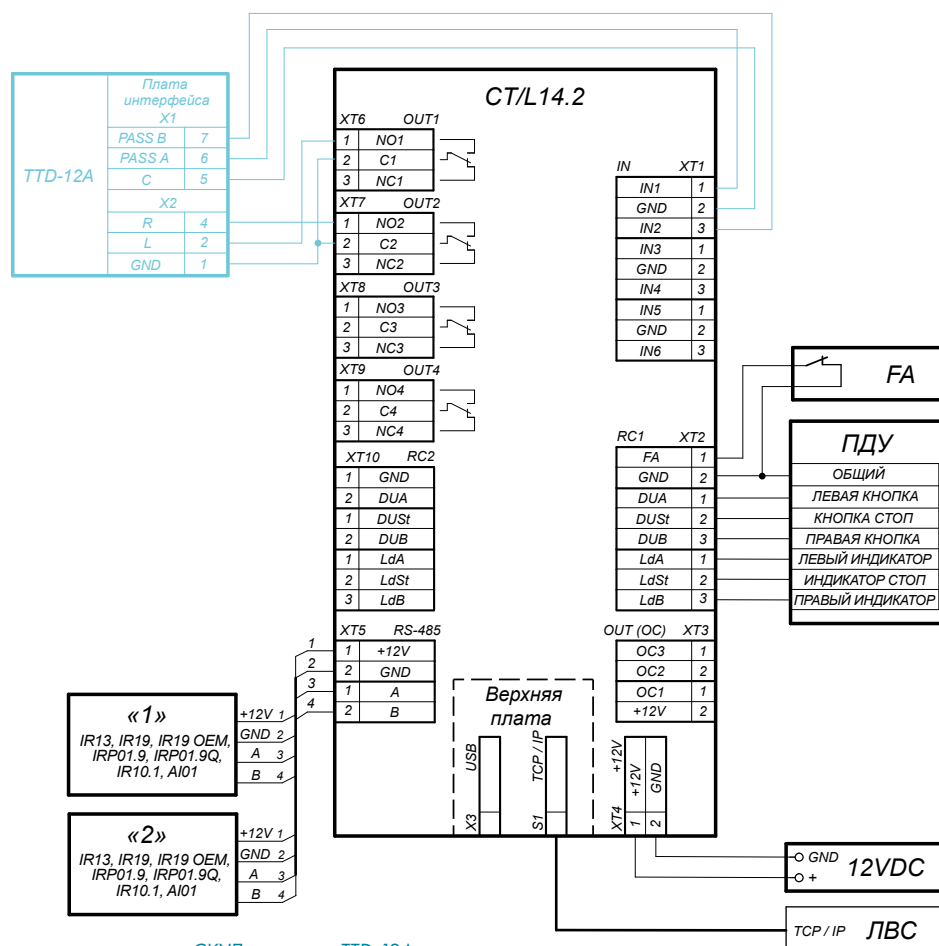 CT/L14.2
Плата
интерфейса
X1
PASS B 7
PASS A 6
C 5
X2
R 4
L 2
GND 1
TTD-12A
XT6 OUT1
1 NO1
2 C1
3 NC1
XT7 OUT2
1 NO2
2 C2
3 NC2
XT8 OUT3
1 NO3
2 C3
3 NC3
XT9 OUT4
1 NO4
2 C4
3 NC4
XT10 RC2
1 GND
2 DUA
1 DUSt
2 DUB
1 LdA
2 LdSt
3 LdB
XT5 RS-485
1 1 +12V
2 2 GND
3 1 A
4 2 B
IN XT1
IN1 1
GND 2
IN2 3
IN3 1
GND 2
IN4 3
IN5 1
GND 2
IN6 3
RC1 XT2
FA 1
GND 2
DUA 1
DUSt 2
DUB 3
LdA 1
LdSt 2
LdB 3
OUT (OC) XT3
OC3 1
OC2 2
OC1 1
+12V 2
FA
ПДУ
ОБЩИЙ
ЛЕВАЯ КНОПКА
КНОПКА СТОП
ПРАВАЯ КНОПКА
ЛЕВЫЙ ИНДИКАТОР
ИНДИКАТОР СТОП
ПРАВЫЙ ИНДИКАТОР
Верхняя
плата
X3 USB
S1 TCP / IP
XT4 +12V
1 +12V
2 GND
«1»
IR13, IR19, IR19 OEM,
IRP01.9, IRP01.9Q,
IR10.1, AI01
+12V 1
GND 2
A 3
B 4
«2»
IR13, IR19, IR19 OEM,
IRP01.9, IRP01.9Q,
IR10.1, AI01
+12V 1
GND 2
A 3
B 4
GND
+
12VDC
TCP / IP ЛВС